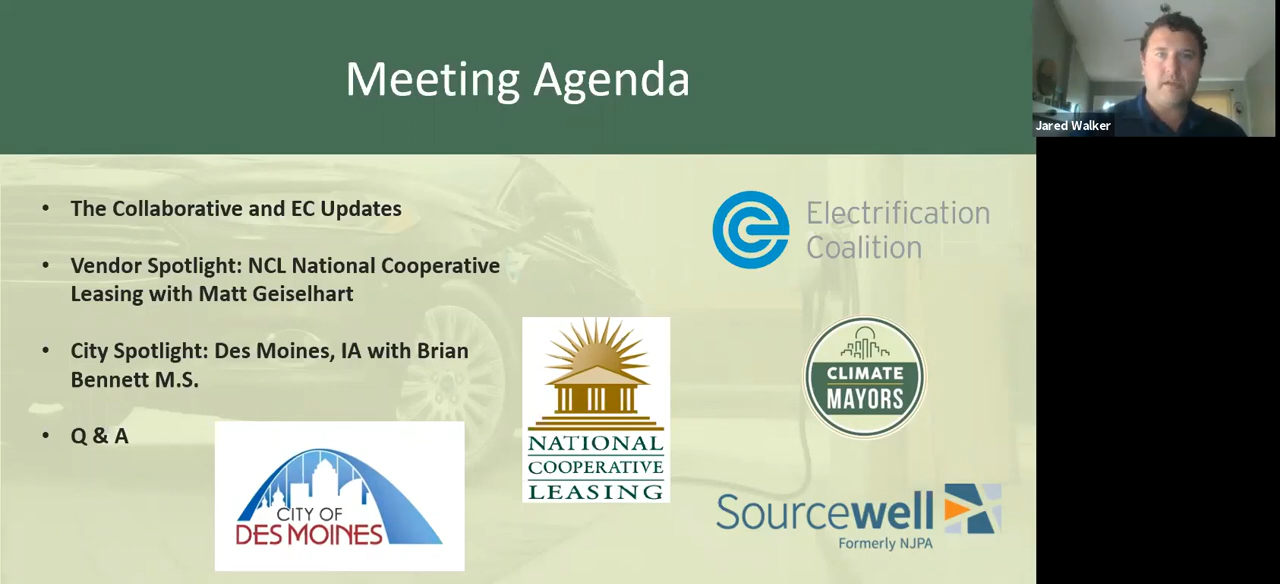 Meeting Agenda
Jared Walker
• The Collaborative and EC Updates
• Vendor Spotlight: NCL National Cooperative
Leasing with Matt Geiselhart
• City Spotlight: Des Moines, IA with Brian
Bennett M.S.
• Q & A
Electrification
Coalition
CLIMATE
MAYORS
NATIONAL
COOPERATIVE
LEASING
CITY OF
DES MOINES
Sourcewell
Formerly NJPA